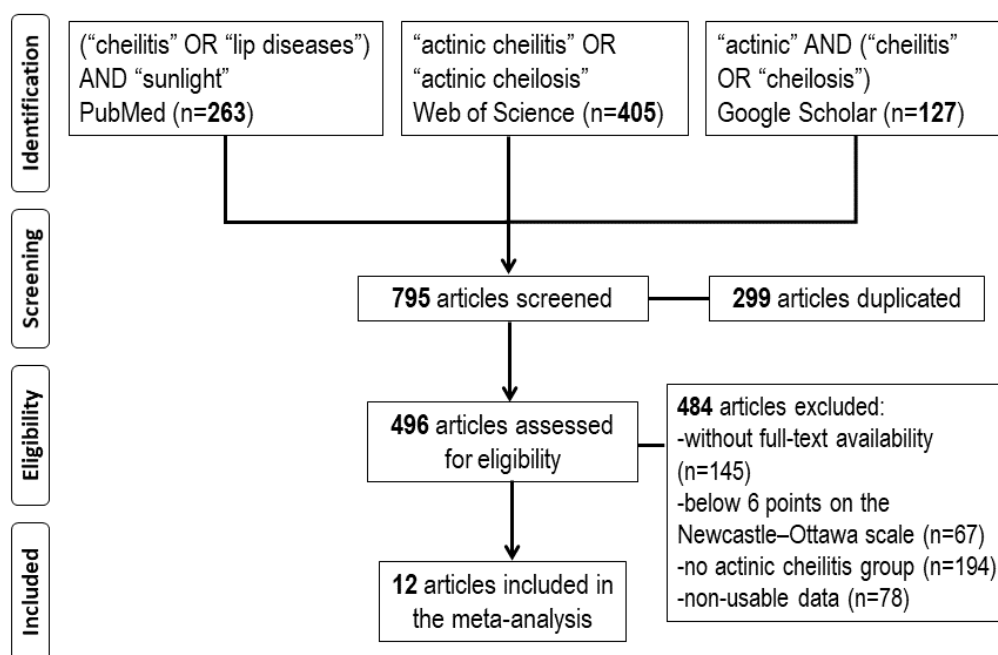 Identification
(“cheilitis” OR “lip diseases”)
AND “sunlight”
PubMed (n=263)
“actinic cheilitis” OR
“actinic cheilosis”
Web of Science (n=405)
“actinic” AND (“cheilitis”
OR “cheilosis”)
Google Scholar (n=127)
Screening
795 articles screened
299 articles duplicated
Eligibility
496 articles assessed
for eligibility
484 articles excluded:
-without full-text availability
(n=145)
-below 6 points on the
Newcastle–Ottawa scale (n=67)
-no actinic cheilitis group (n=194)
-non-usable data (n=78)
Included
12 articles included in
the meta-analysis